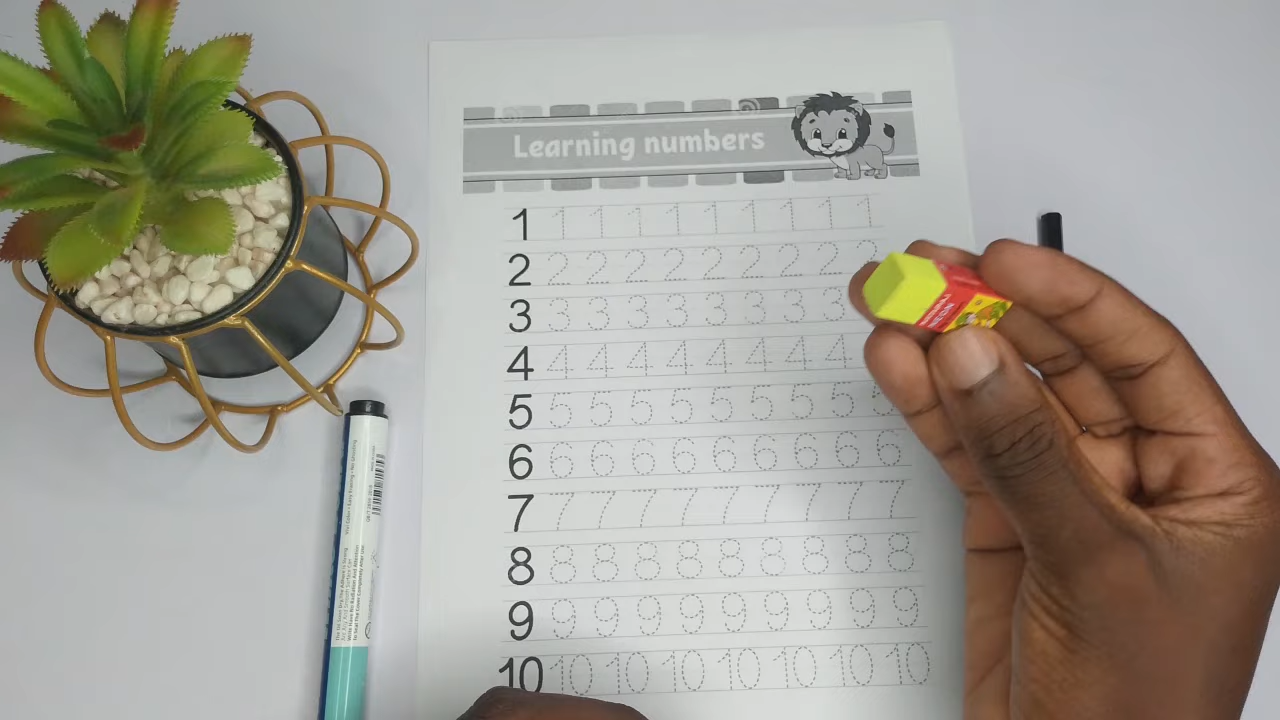 Learning numbers
1 1 1 1 1 1 1 1 1 1
2 2 2 2 2 2 2 2 2 2
3 3 3 3 3 3 3 3 3
4 4 4 4 4 4 4 4 4
5 5 5 5 5 5 5 5 5 5
6 6 6 6 6 6 6 6 6 6
7 7 7 7 7 7 7 7 7 7
8 8 8 8 8 8 8 8 8 8
9 9 9 9 9 9 9 9 9 9
10 10 10 10 10 10 10 10